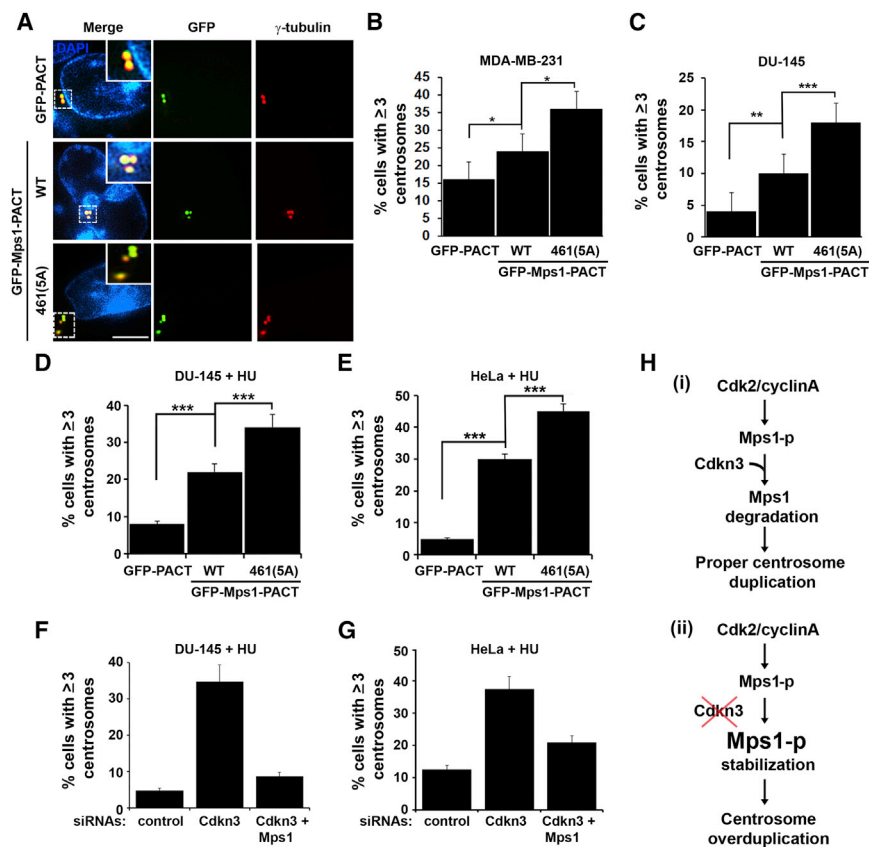 A
Merge
GFP
γ-tubulin
DAPI
GFP-PACT
GFP-Mps1-PACT
WT
461(5A)
B
MDA-MB-231
% cells with ≥ 3
centrosomes
45
40
35
30
25
20
15
10
5
0
*
*
GFP-PACT
WT
461(5A)
GFP-Mps1-PACT
C
DU-145
% cells with ≥ 3
centrosomes
25
20
15
10
5
0
**
***
GFP-PACT
WT
461(5A)
GFP-Mps1-PACT
D
DU-145 + HU
% cells with ≥ 3
centrosomes
40
30
20
10
0
***
***
GFP-PACT
WT
461(5A)
GFP-Mps1-PACT
E
HeLa + HU
% cells with ≥ 3
centrosomes
50
40
30
20
10
0
***
***
GFP-PACT
WT
461(5A)
GFP-Mps1-PACT
F
DU-145 + HU
% cells with ≥ 3
centrosomes
40
30
20
10
0
siRNAs:
control
Cdkn3
Cdkn3 +
Mps1
G
HeLa + HU
% cells with ≥ 3
centrosomes
50
40
30
20
10
0
siRNAs:
control
Cdkn3
Cdkn3 +
Mps1
H
(i)
Cdk2/cyclinA
Mps1-p
Cdkn3
Mps1
degradation
Proper centrosome
duplication
(ii)
Cdk2/cyclinA
Mps1-p
Cdkn3
Mps1-p
stabilization
Centrosome
overduplication